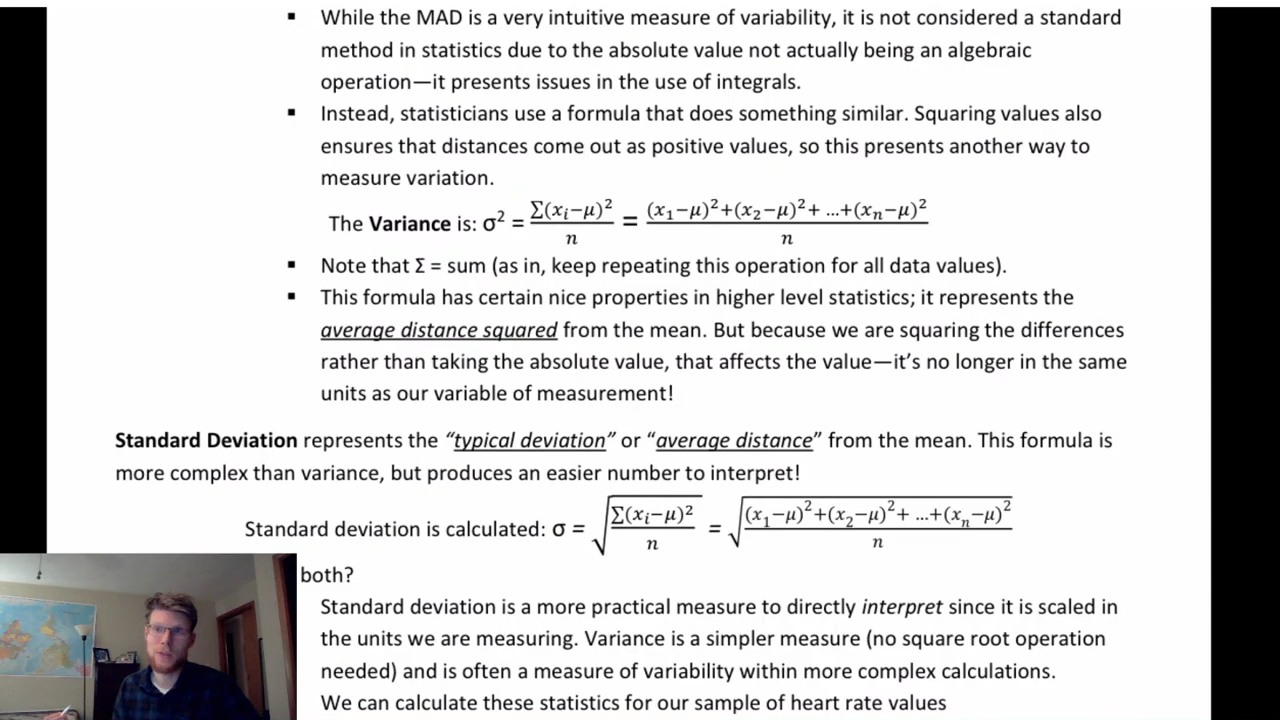 ▪ While the MAD is a very intuitive measure of variability, it is not considered a standard
method in statistics due to the absolute value not actually being an algebraic
operation—it presents issues in the use of integrals.
▪ Instead, statisticians use a formula that does something similar. Squaring values also
ensures that distances come out as positive values, so this presents another way to
measure variation.
The Variance is: σ² = Σ(xᵢ−μ)²/n = (x₁−μ)²+(x₂−μ)²+ …+(xₙ−μ)²/n
▪ Note that Σ = sum (as in, keep repeating this operation for all data values).
▪ This formula has certain nice properties in higher level statistics; it represents the
average distance squared from the mean. But because we are squaring the differences
rather than taking the absolute value, that affects the value—it’s no longer in the same
units as our variable of measurement!
Standard Deviation represents the “typical deviation” or “average distance” from the mean. This formula is
more complex than variance, but produces an easier number to interpret!
Standard deviation is calculated: σ = √(Σ(xᵢ−μ)²/n) = √((x₁−μ)²+(x₂−μ)²+ …+(xₙ−μ)²/n)
both?
Standard deviation is a more practical measure to directly interpret since it is scaled in
the units we are measuring. Variance is a simpler measure (no square root operation
needed) and is often a measure of variability within more complex calculations.
We can calculate these statistics for our sample of heart rate values